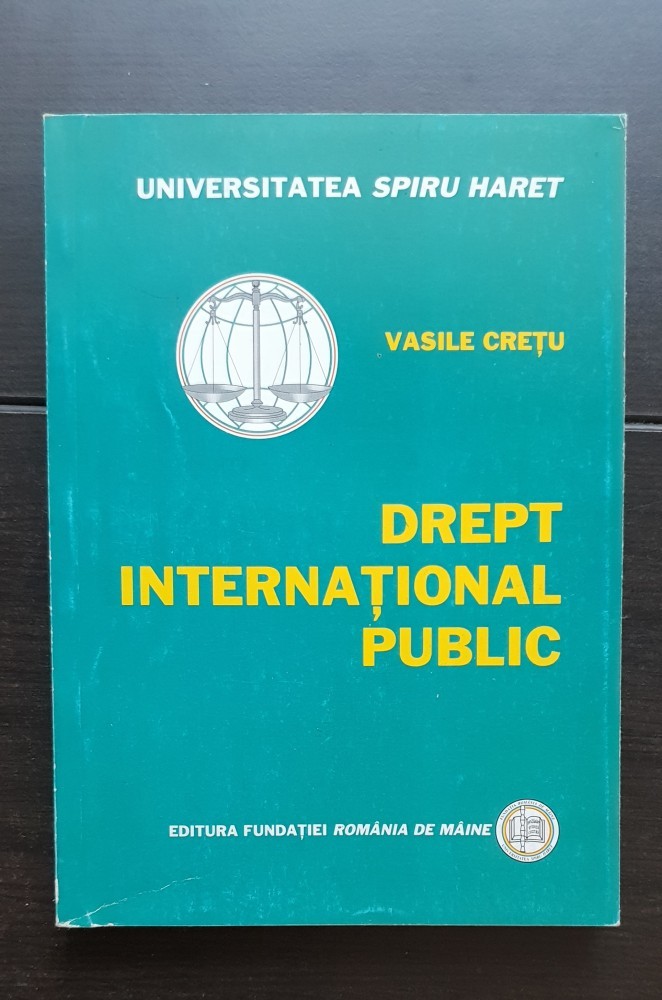 UNIVERSITATEA SPIRU HARET
VASILE CREȚU
DREPT
INTERNAȚIONAL
PUBLIC
EDITURA FUNDAȚIEI ROMÂNIA DE MÂINE